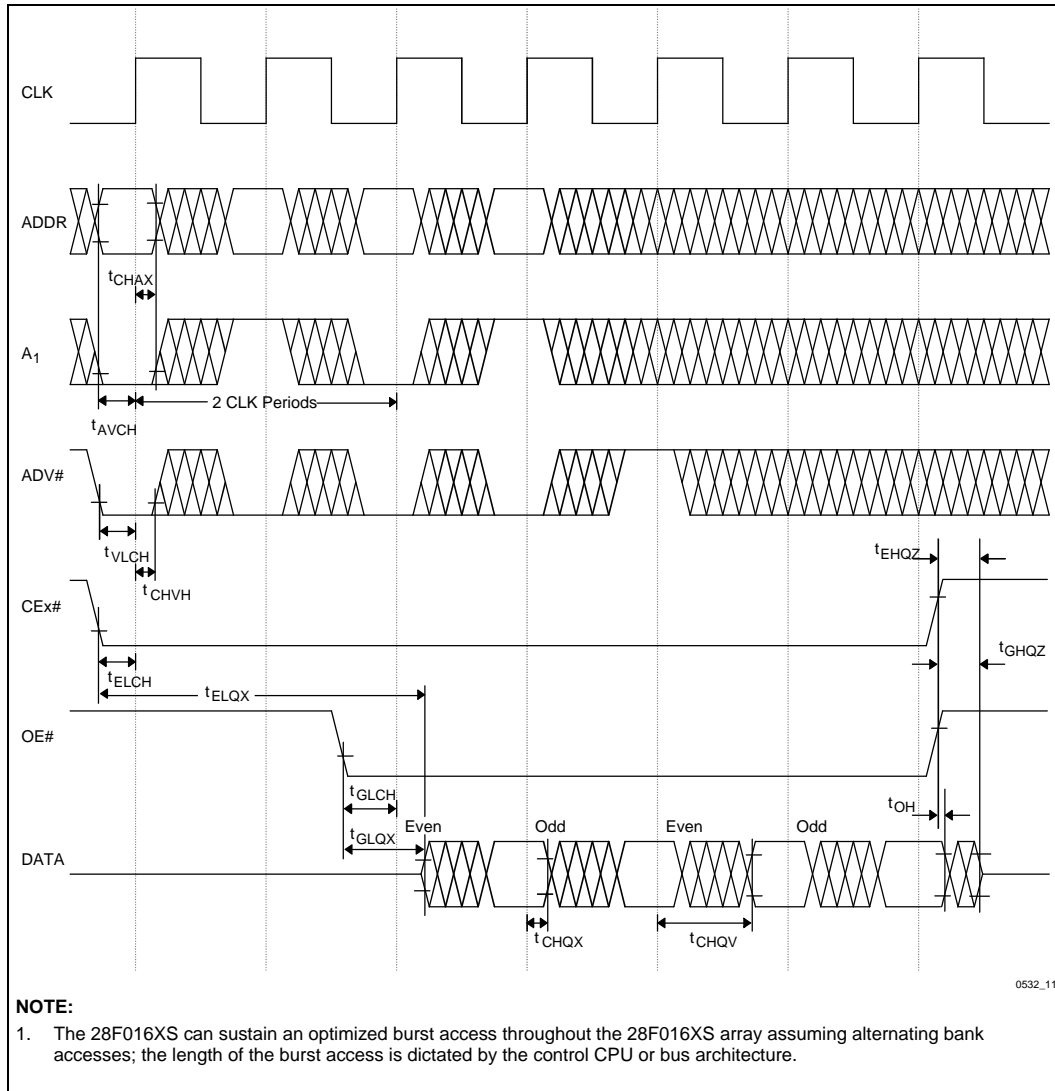 CLK
ADDR
tCHAX
A1
2 CLK Periods
tAVCH
ADV#
tVLCH
tCHVH
tEHQZ
CEx#
tGHQZ
tELCH
tELQX
OE#
tGLCH
tOH
tGLQX
Even Odd Even Odd
DATA
tCHQX
tCHQV
0532_11
NOTE:
1. The 28F016XS can sustain an optimized burst access throughout the 28F016XS array assuming alternating bank
accesses; the length of the burst access is dictated by the control CPU or bus architecture.